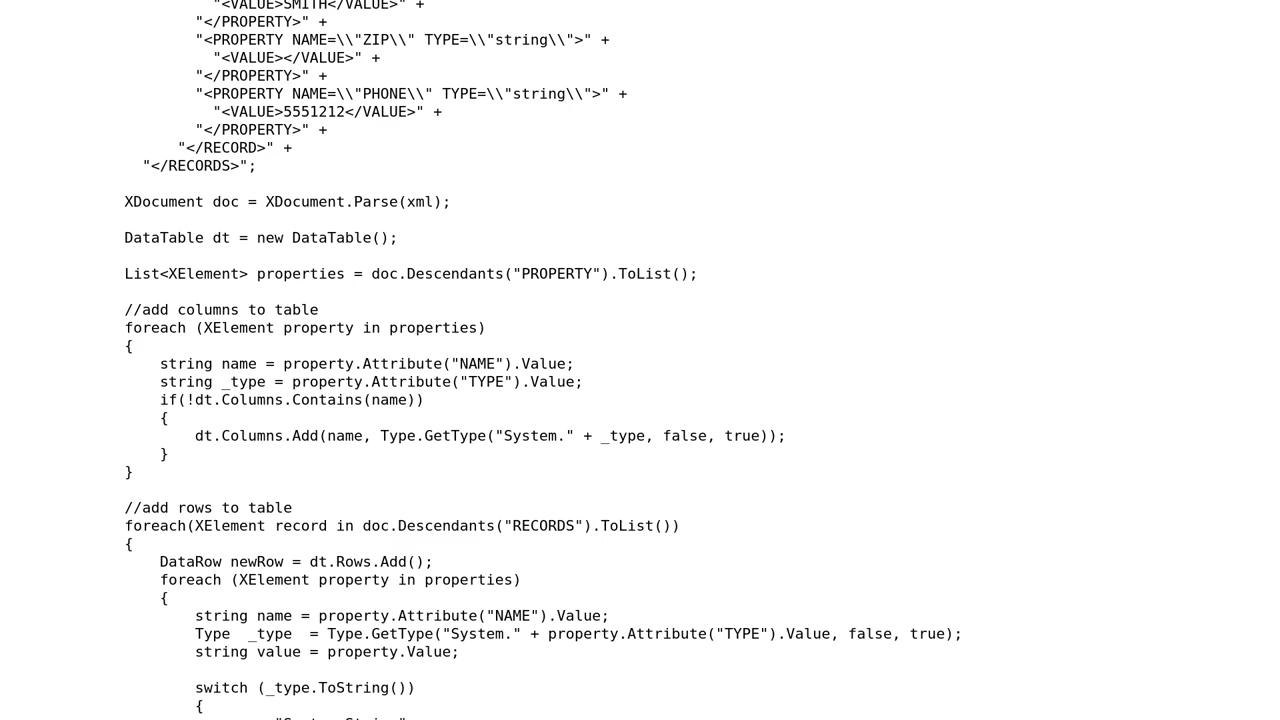 "<VALUE>SMITH</VALUE>" +
"</PROPERTY>" +
"<PROPERTY NAME=\\"ZIP\\" TYPE=\\"string\\">" +
"<VALUE></VALUE>" +
"</PROPERTY>" +
"<PROPERTY NAME=\\"PHONE\\" TYPE=\\"string\\">" +
"<VALUE>5551212</VALUE>" +
"</PROPERTY>" +
"</RECORD>" +
"</RECORDS>";
XDocument doc = XDocument.Parse(xml);
DataTable dt = new DataTable();
List<XElement> properties = doc.Descendants("PROPERTY").ToList();
//add columns to table
foreach (XElement property in properties)
{
string name = property.Attribute("NAME").Value;
string _type = property.Attribute("TYPE").Value;
if(!dt.Columns.Contains(name))
{
dt.Columns.Add(name, Type.GetType("System." + _type, false, true));
}
}
//add rows to table
foreach(XElement record in doc.Descendants("RECORDS").ToList())
{
DataRow newRow = dt.Rows.Add();
foreach (XElement property in properties)
{
string name = property.Attribute("NAME").Value;
Type  _type  = Type.GetType("System." + property.Attribute("TYPE").Value, false, true);
string value = property.Value;
switch (_type.ToString())
{